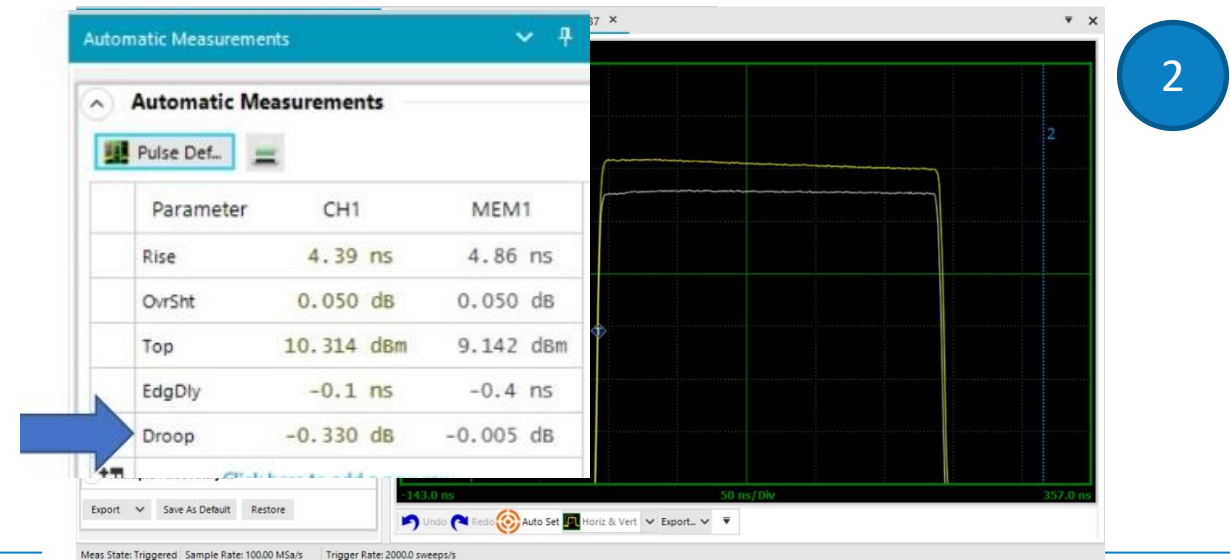 Automatic Measurements
37 ×
2
Automatic Measurements
Pulse Def...
Parameter CH1 MEM1
Rise 4.39 ns 4.86 ns
OvrSht 0.050 dB 0.050 dB
Top 10.314 dBm 9.142 dBm
EdgDly -0.1 ns -0.4 ns
Droop -0.330 dB -0.005 dB
2
-143.0 ns 50 ns/Div 357.0 ns
Export Save As Default Restore
Undo Redo Auto Set Horiz & Vert Export...
Meas State: Triggered Sample Rate: 100.00 MSa/s Trigger Rate: 2000.0 sweeps/s